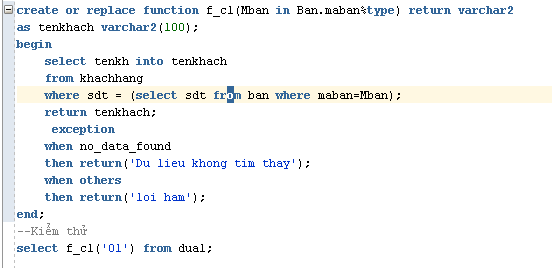 create or replace function f_c1(Mban in Ban.maban%type) return varchar2
as tenkhach varchar2(100);
begin
select tenkh into tenkhach
from khachhang
where sdt = (select sdt from ban where maban=Mban);
return tenkhach;
exception
when no_data_found
then return('Du lieu khong tim thay');
when others
then return('loi ham');
end;
--Kiểm thử
select f_c1('01') from dual;